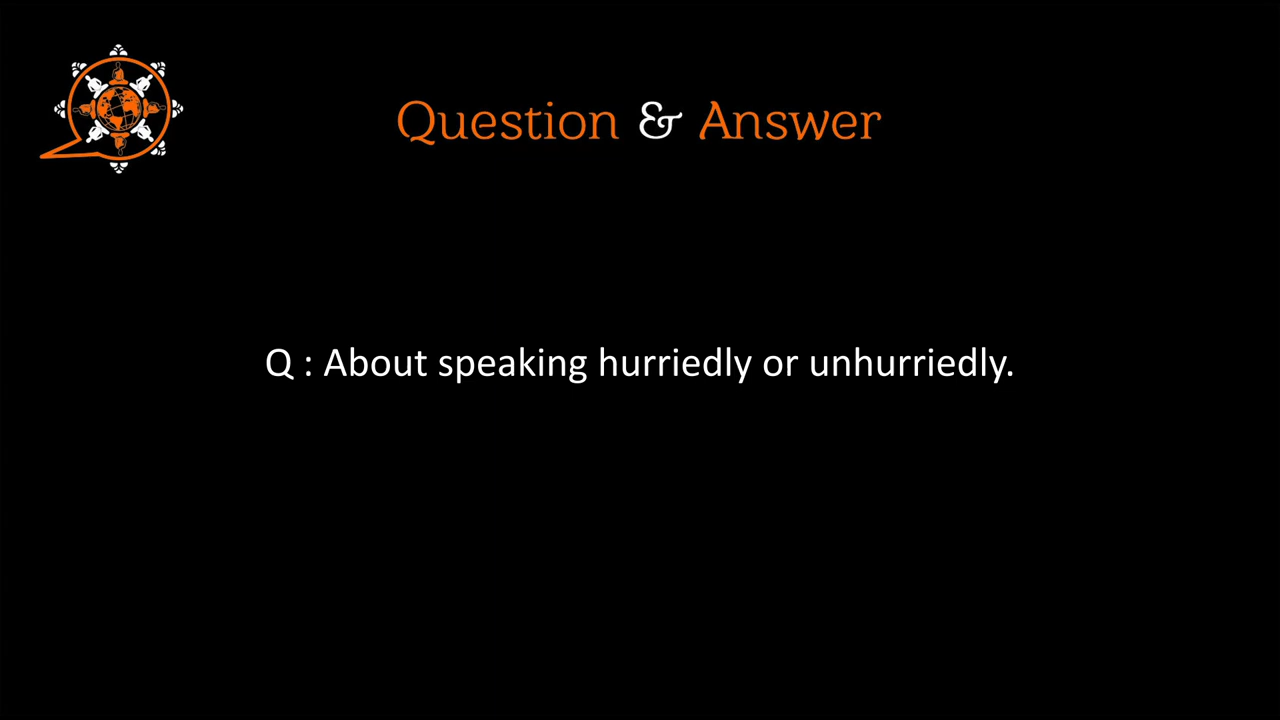 Question & Answer
Q : About speaking hurriedly or unhurriedly.